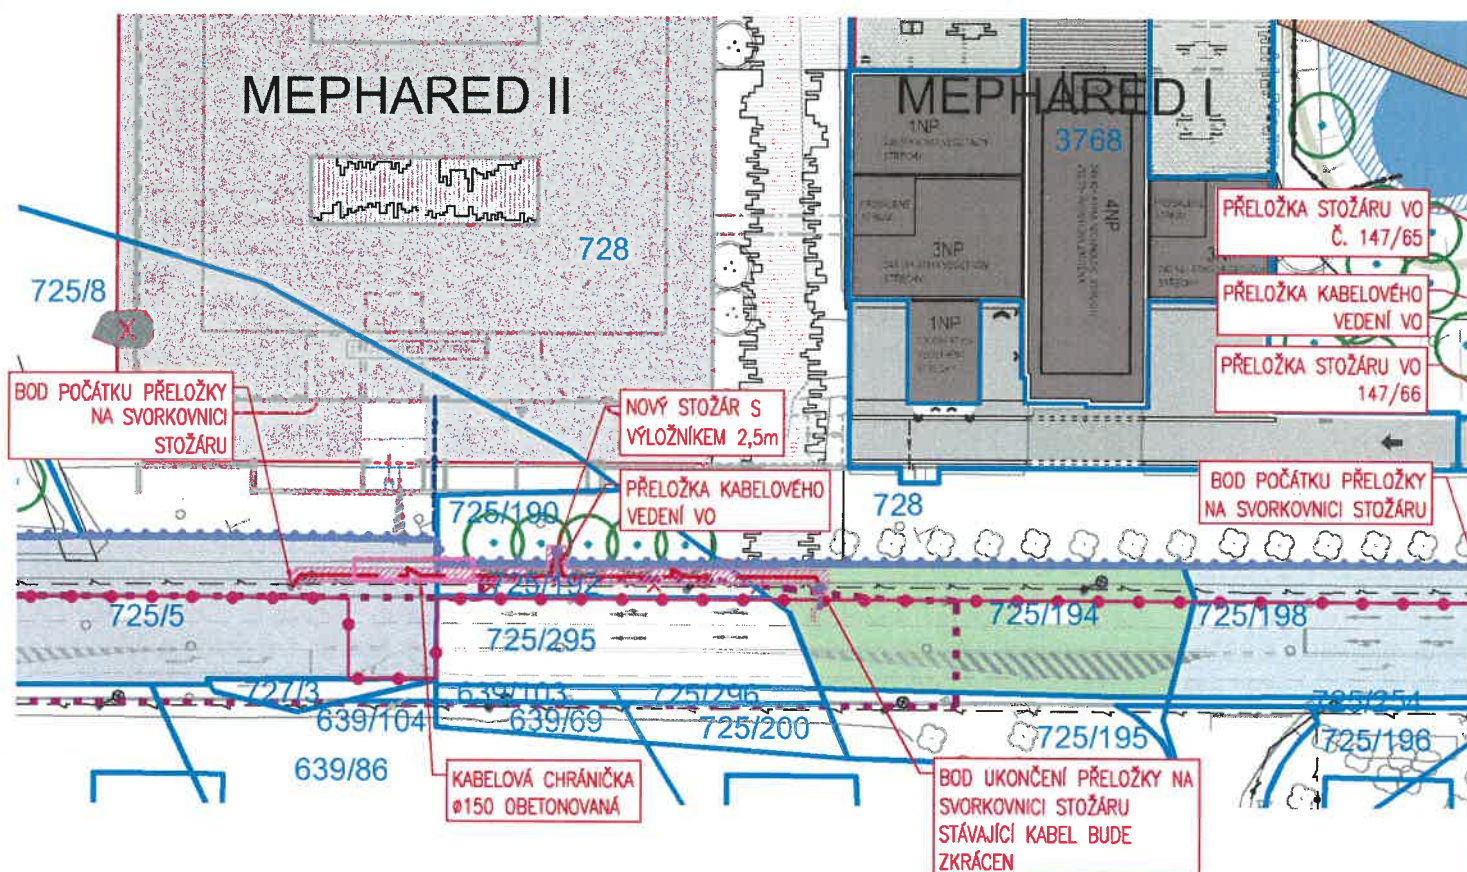 MEPHARED II
MEPHARED I
1NP
3768
4NP
3NP
1NP
728
725/8
PŘELOŽKA STOŽÁRU VO
Č. 147/65
PŘELOŽKA KABELOVÉHO
VEDENÍ VO
PŘELOŽKA STOŽÁRU VO
147/66
BOD POČÁTKU PŘELOŽKY
NA SVORKOVNICI
STOŽÁRU
NOVÝ STOŽÁR S
VÝLOŽNÍKEM 2,5m
PŘELOŽKA KABELOVÉHO
VEDENÍ VO
BOD POČÁTKU PŘELOŽKY
NA SVORKOVNICI STOŽÁRU
725/190
728
725/192
725/5
725/295
725/194
725/198
727/3
639/103
725/296
725/254
639/104
639/69
725/200
725/195
725/196
639/86
KABELOVÁ CHRÁNIČKA
ø150 OBETONOVANÁ
BOD UKONČENÍ PŘELOŽKY NA
SVORKOVNICI STOŽÁRU
STÁVAJÍCÍ KABEL BUDE
ZKRÁCEN